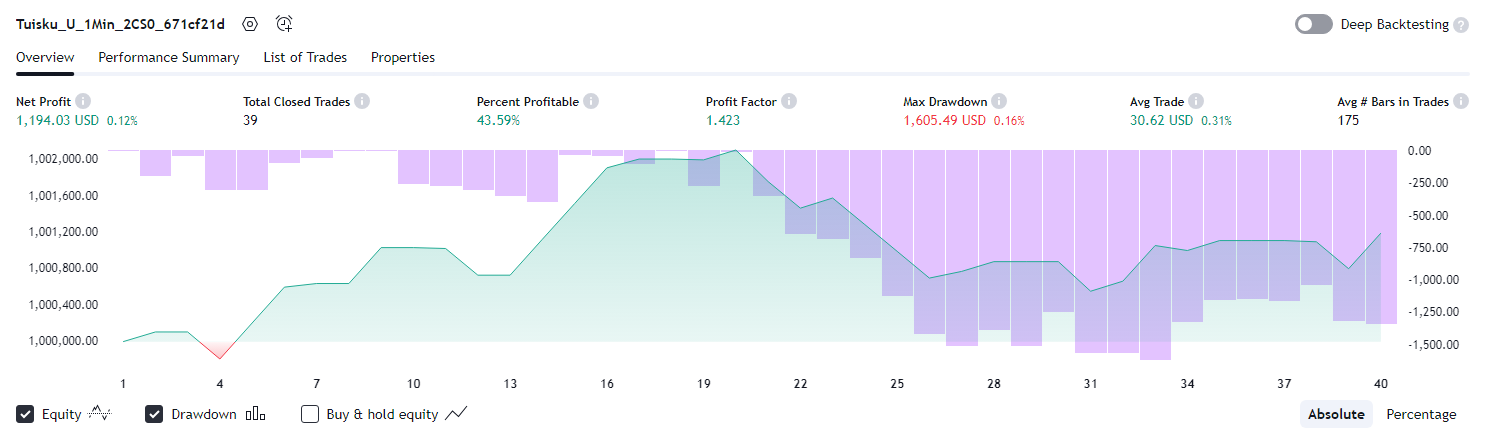 Tuisku_U_1Min_2CS0_671cf21d
Deep Backtesting ?
Overview Performance Summary List of Trades Properties
Net Profit i Total Closed Trades i Percent Profitable i Profit Factor i Max Drawdown i Avg Trade i Avg # Bars in Trades i
1,194.03 USD 0.12% 39 43.59% 1.423 1,605.49 USD 0.16% 30.62 USD 0.31% 175
1,002,000.00 0.00
1,001,600.00 -250.00
1,001,200.00 -500.00
1,000,800.00 -750.00
1,000,400.00 -1,000.00
1,000,000.00 -1,250.00
-1,500.00
1 4 7 10 13 16 19 22 25 28 31 34 37 40
Equity Drawdown Buy & hold equity Absolute Percentage